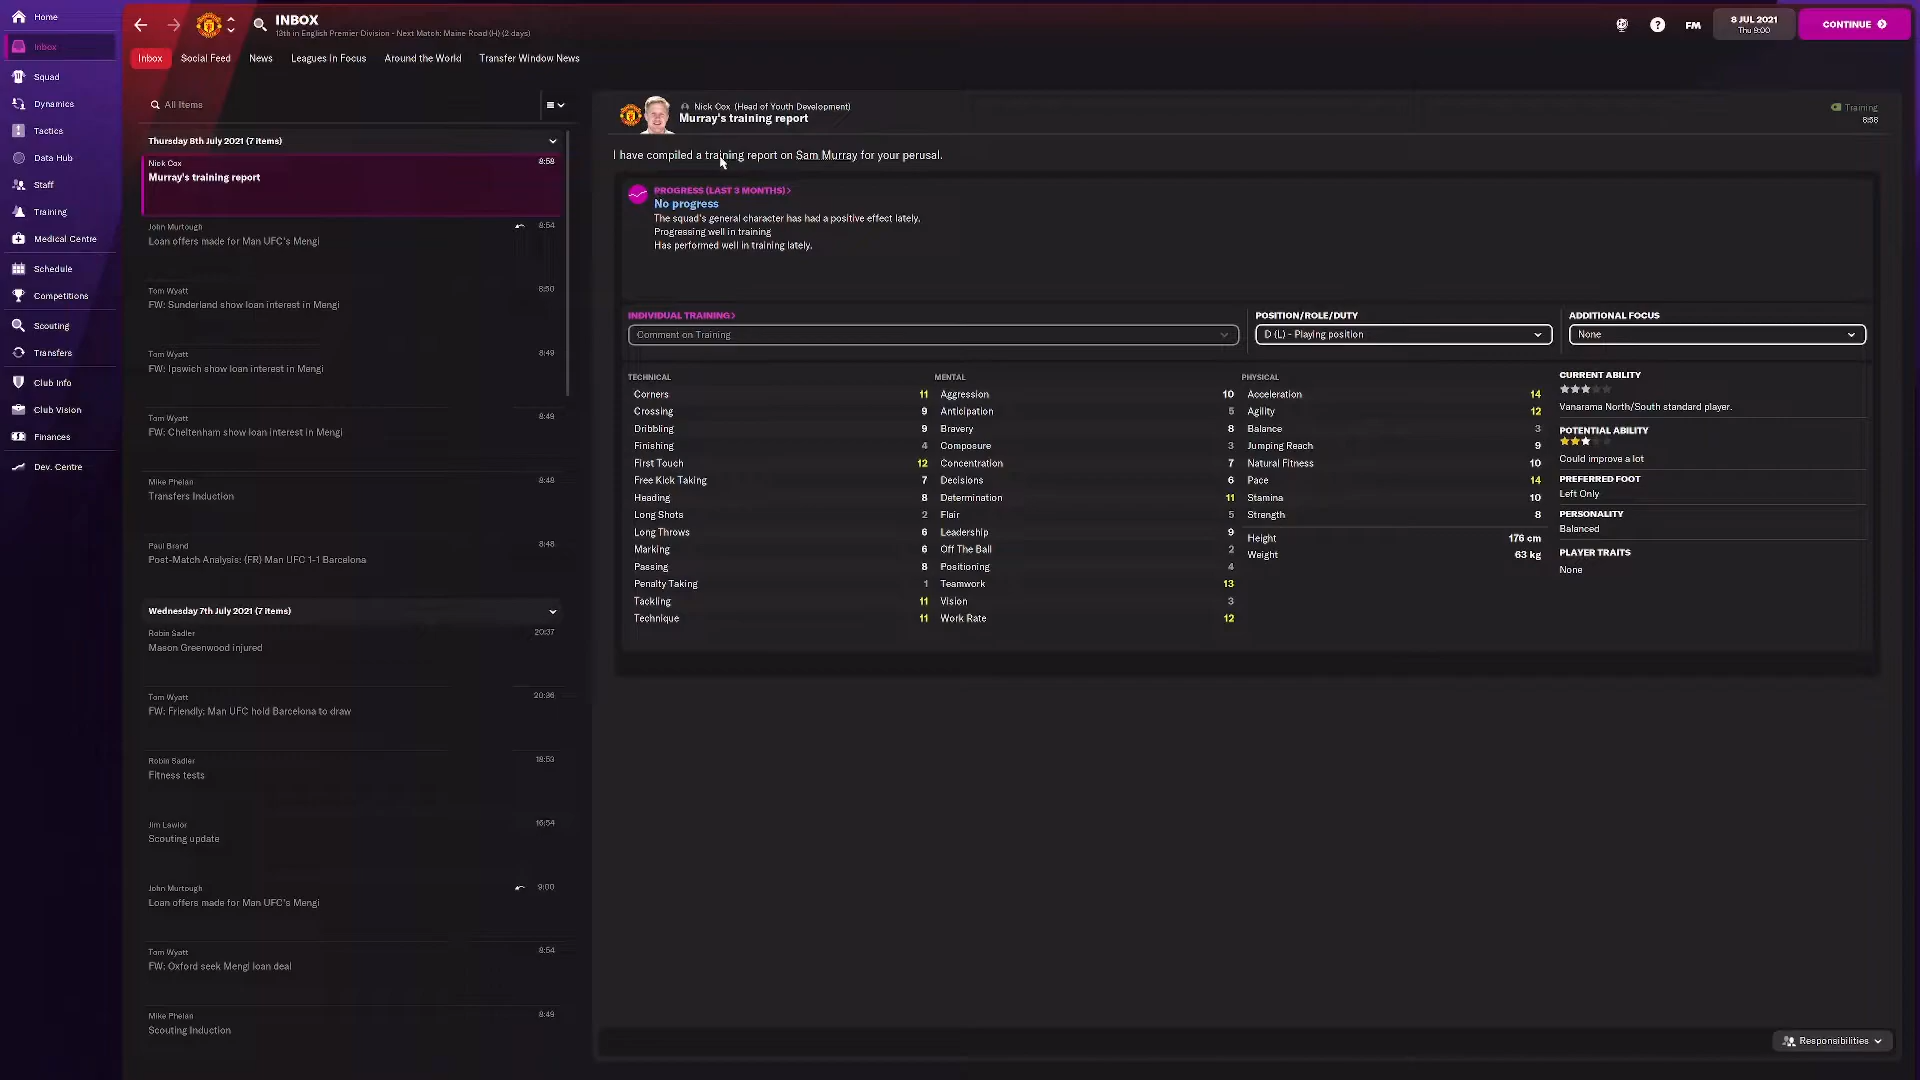 Home
INBOX
13th in English Premier Division - Next Match: Maine Road (H) (2 days)
FM
8 JUL 2021
Thu 9:00
CONTINUE
Inbox
Squad
Dynamics
Tactics
Data Hub
Staff
Training
Medical Centre
Schedule
Competitions
Scouting
Transfers
Club Info
Club Vision
Finances
Dev. Centre
Inbox Social Feed News Leagues in Focus Around the World Transfer Window News
All Items
Thursday 8th July 2021 (7 items)
Nick Cox 8:58
Murray's training report
John Murtough 8:54
Loan offers made for Man UFC's Mengi
Tom Wyatt 8:50
FW: Sunderland show loan interest in Mengi
Tom Wyatt 8:49
FW: Ipswich show loan interest in Mengi
Tom Wyatt 8:49
FW: Cheltenham show loan interest in Mengi
Mike Phelan 8:48
Transfers Induction
Paul Brand 8:48
Post-Match Analysis: (FR) Man UFC 1-1 Barcelona
Wednesday 7th July 2021 (7 items)
Robin Sadler 20:37
Mason Greenwood injured
Tom Wyatt 20:36
FW: Friendly: Man UFC hold Barcelona to draw
Robin Sadler 18:53
Fitness tests
Jim Lawlor 16:54
Scouting update
John Murtough 9:00
Loan offers made for Man UFC's Mengi
Tom Wyatt 8:54
FW: Oxford seek Mengi loan deal
Mike Phelan 8:49
Scouting Induction
Nick Cox (Head of Youth Development)
Murray's training report
Training
8:58
I have compiled a training report on Sam Murray for your perusal.
PROGRESS (LAST 3 MONTHS) >
No progress
The squad's general character has had a positive effect lately.
Progressing well in training
Has performed well in training lately.
INDIVIDUAL TRAINING >
Comment on Training
POSITION/ROLE/DUTY
D (L) - Playing position
ADDITIONAL FOCUS
None
TECHNICAL
Corners 11
Crossing 9
Dribbling 9
Finishing 4
First Touch 12
Free Kick Taking 7
Heading 8
Long Shots 2
Long Throws 6
Marking 6
Passing 8
Penalty Taking 1
Tackling 11
Technique 11
MENTAL
Aggression 10
Anticipation 5
Bravery 8
Composure 3
Concentration 7
Decisions 6
Determination 11
Flair 5
Leadership 9
Off The Ball 2
Positioning 4
Teamwork 13
Vision 3
Work Rate 12
PHYSICAL
Acceleration 14
Agility 12
Balance 3
Jumping Reach 9
Natural Fitness 10
Pace 14
Stamina 10
Strength 8
Height 176 cm
Weight 63 kg
CURRENT ABILITY
Vanarama North/South standard player.
POTENTIAL ABILITY
Could improve a lot
PREFERRED FOOT
Left Only
PERSONALITY
Balanced
PLAYER TRAITS
None
Responsibilities